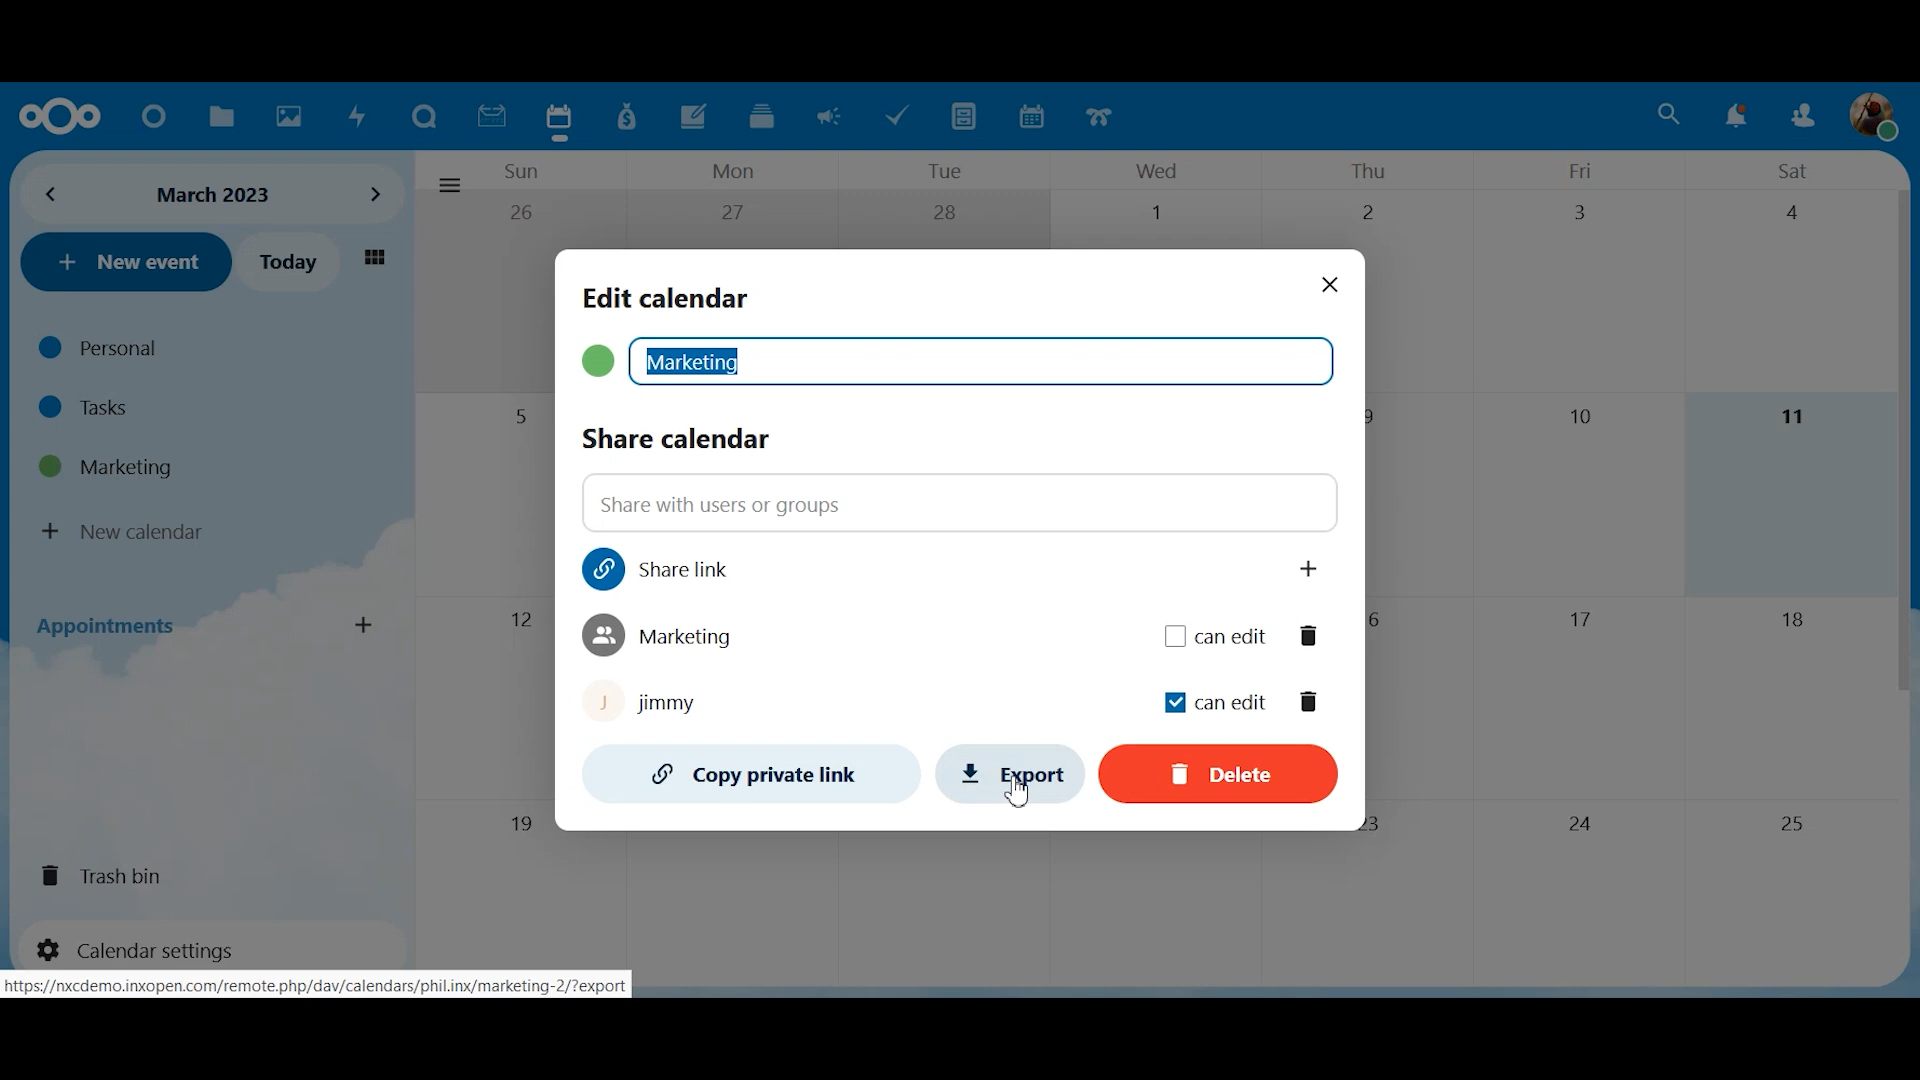 Sun Mon Tue Wed Thu Fri Sat
March 2023
26 27 28 1 2 3 4
New event
Today
Edit calendar
Personal
Marketing
Tasks
5 9 10 11
Share calendar
Marketing
Share with users or groups
New calendar
Share link
Appointments
12 6 17 18
Marketing can edit
J jimmy can edit
Copy private link
Export
Delete
19 23 24 25
Trash bin
Calendar settings
https://nxcdemo.inxopen.com/remote.php/dav/calendars/phil.inx/marketing-2/?export